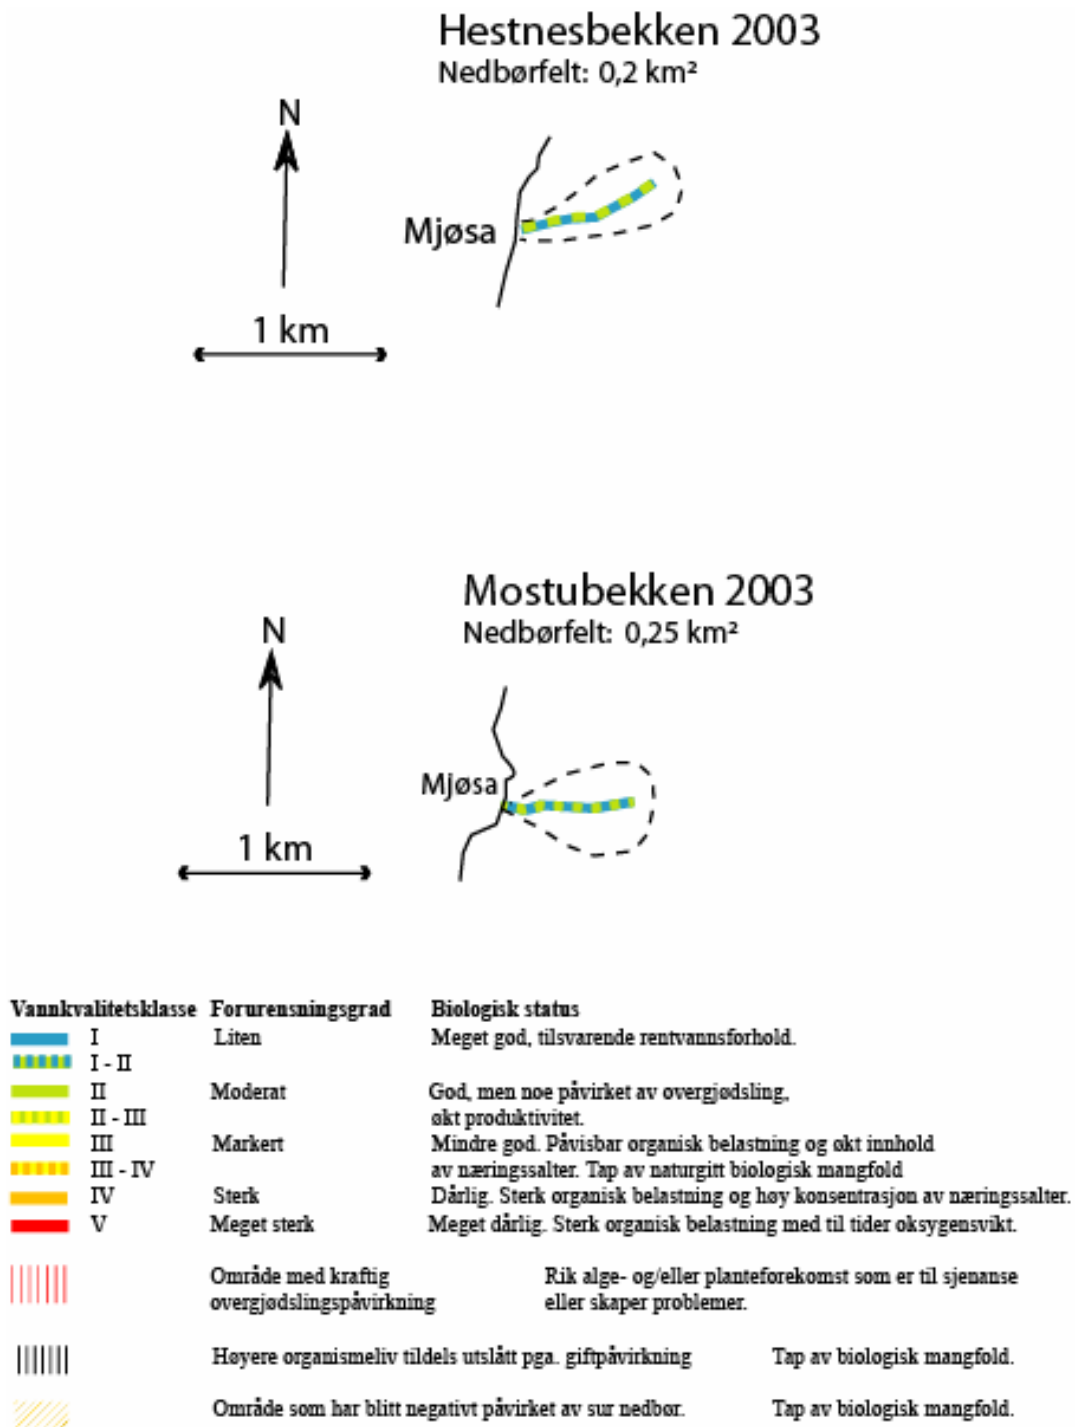 Hestnesbekken 2003
Nedbørfelt: 0,2 km²
N
Mjøsa
1 km
Mostubekken 2003
Nedbørfelt: 0,25 km²
N
Mjøsa
1 km
Vannkvalitetsklasse Forurensningsgrad Biologisk status
I Liten Meget god, tilsvarende rentvannsforhold.
I - II
II Moderat God, men noe påvirket av overgjødsling,
II - III økt produktivitet.
III Markert Mindre god. Påvisbar organisk belastning og økt innhold
III - IV av næringssalter. Tap av naturgitt biologisk mangfold
IV Sterk Dårlig. Sterk organisk belastning og høy konsentrasjon av næringssalter.
V Meget sterk Meget dårlig. Sterk organisk belastning med til tider oksygensvikt.
Område med kraftig Rik alge- og/eller planteforekomst som er til sjenanse
overgjødslingspåvirkning eller skaper problemer.
Høyere organismeliv tildels utslått pga. giftpåvirkning Tap av biologisk mangfold.
Område som har blitt negativt påvirket av sur nedbør. Tap av biologisk mangfold.